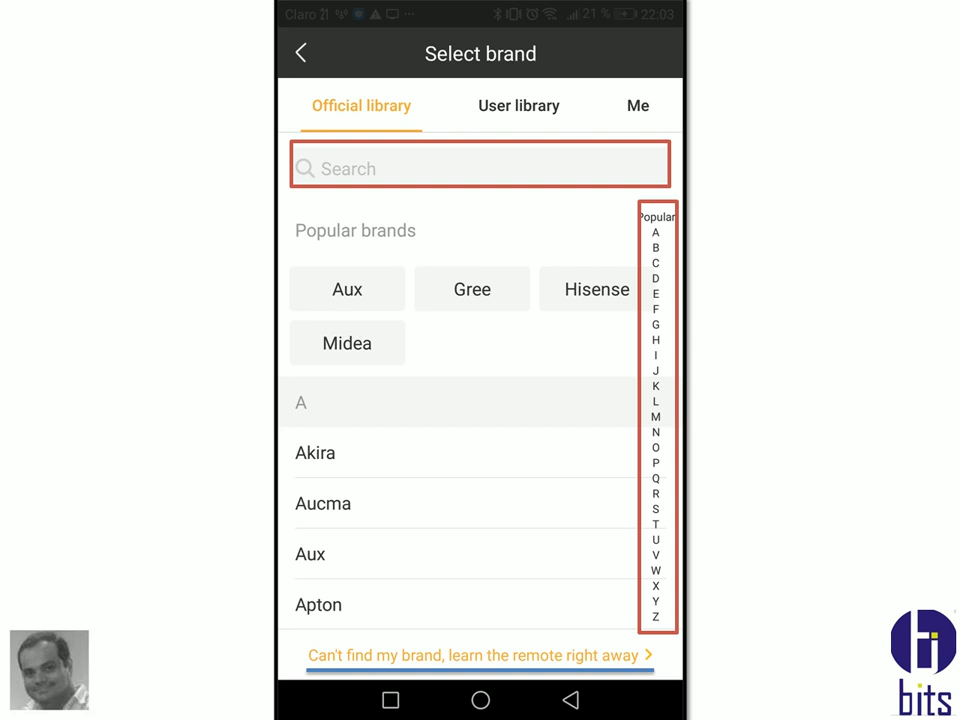 Claro 21 % 22:03
Select brand
Official library User library Me
Search
Popular
Popular brands
Aux Gree Hisense
Midea
A
Akira
Aucma
Aux
Apton
A
B
C
D
E
F
G
H
I
J
K
L
M
N
O
P
Q
R
S
T
U
V
W
X
Y
Z
Can't find my brand, learn the remote right away >
bits